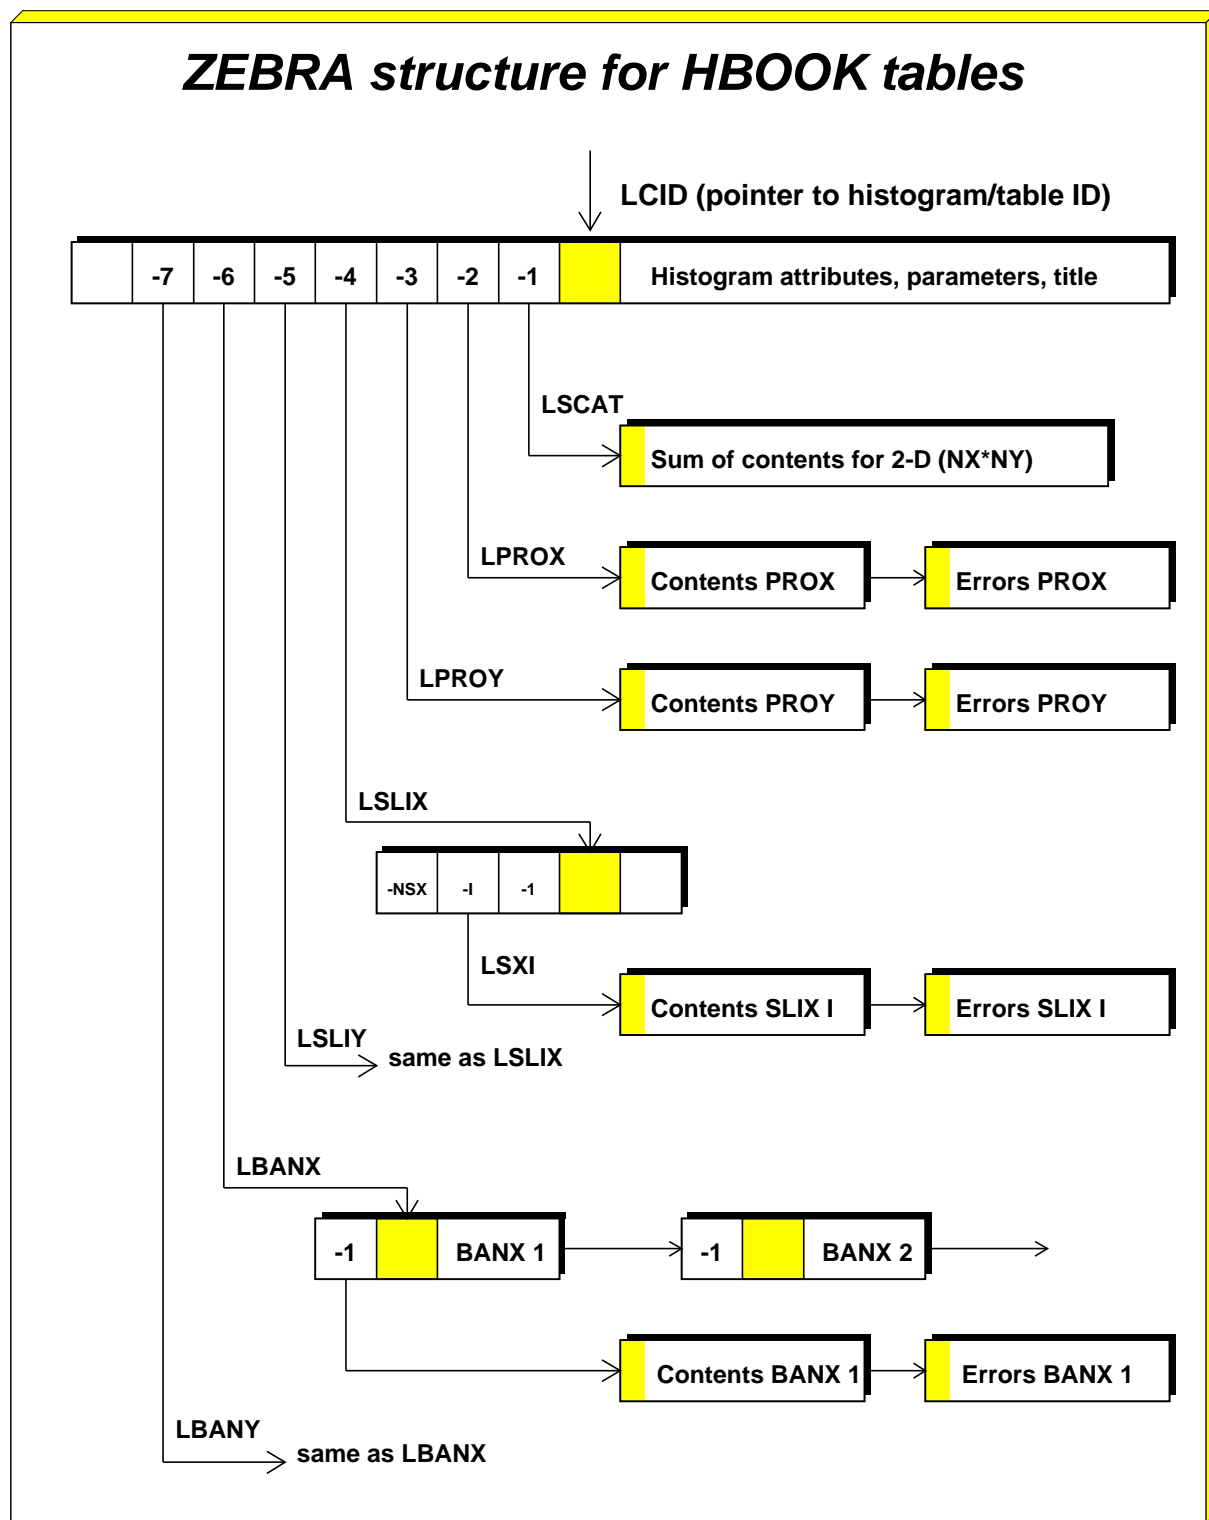 ZEBRA structure for HBOOK tables
LCID (pointer to histogram/table ID)
-7 -6 -5 -4 -3 -2 -1 Histogram attributes, parameters, title
LSCAT
Sum of contents for 2-D (NX*NY)
LPROX
Contents PROX Errors PROX
LPROY
Contents PROY Errors PROY
LSLIX
-NSX -I -1
LSXI
Contents SLIX I Errors SLIX I
LSLIY
same as LSLIX
LBANX
-1 BANX 1 -1 BANX 2
Contents BANX 1 Errors BANX 1
LBANY
same as LBANX